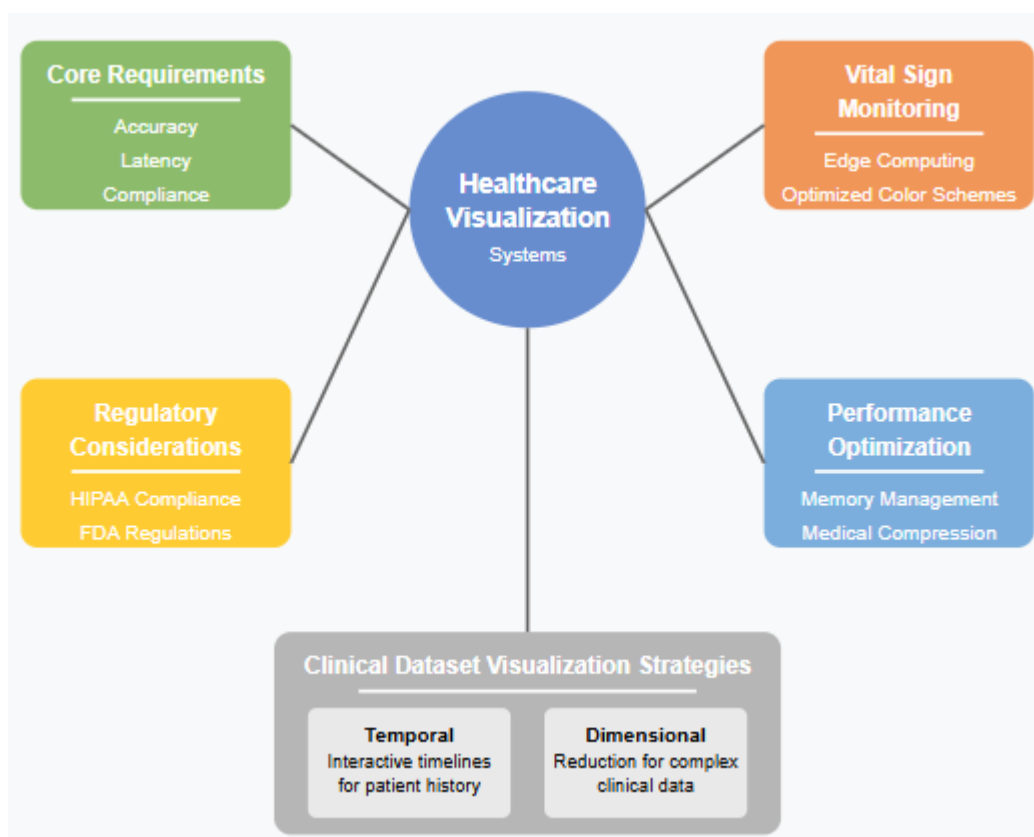 Core Requirements
Accuracy
Latency
Compliance
Healthcare
Visualization
Systems
Vital Sign
Monitoring
Edge Computing
Optimized Color Schemes
Regulatory
Considerations
HIPAA Compliance
FDA Regulations
Performance
Optimization
Memory Management
Medical Compression
Clinical Dataset Visualization Strategies
Temporal
Interactive timelines
for patient history
Dimensional
Reduction for complex
clinical data